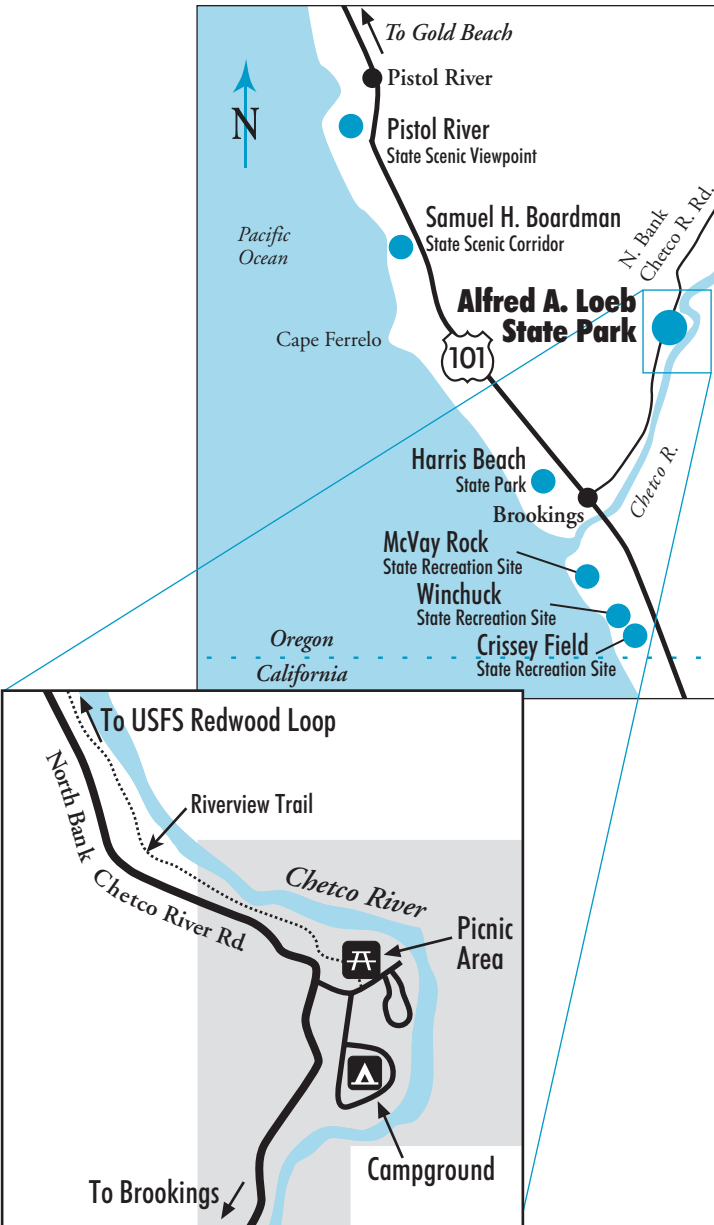 To Gold Beach
N
Pistol River
Pistol River
State Scenic Viewpoint
Samuel H. Boardman
State Scenic Corridor
Pacific
Ocean
N. Bank
Chetco R. Rd.
Alfred A. Loeb
State Park
Cape Ferrelo
101
Harris Beach
State Park
Chetco R.
Brookings
McVay Rock
State Recreation Site
Winchuck
State Recreation Site
Crissey Field
State Recreation Site
Oregon
California
To USFS Redwood Loop
Riverview Trail
North Bank
Chetco River Rd.
Chetco River
Picnic
Area
Campground
To Brookings